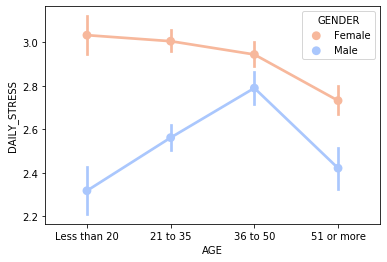 GENDER
Female
Male
DAILY_STRESS
3.0
2.8
2.6
2.4
2.2
Less than 20
21 to 35
36 to 50
51 or more
AGE